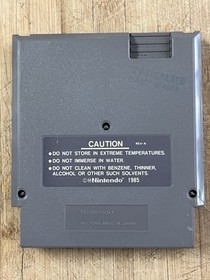 CAUTION REV-A
●DO NOT STORE IN EXTREME TEMPERATURES.
●DO NOT IMMERSE IN WATER.
●DO NOT CLEAN WITH BENZENE, THINNER,
ALCOHOL OR OTHER SUCH SOLVENTS.
©®Nintendo® 1985